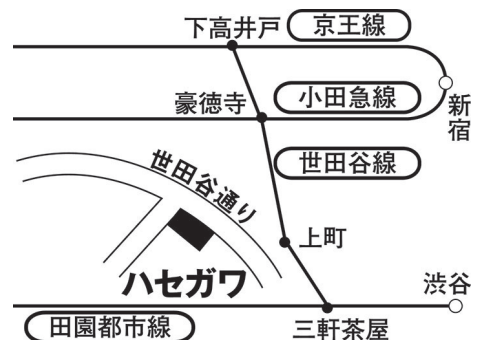 下高井戸
京王線
新宿
豪徳寺
小田急線
世田谷線
世田谷通り
上町
ハセガワ
渋谷
田園都市線
三軒茶屋